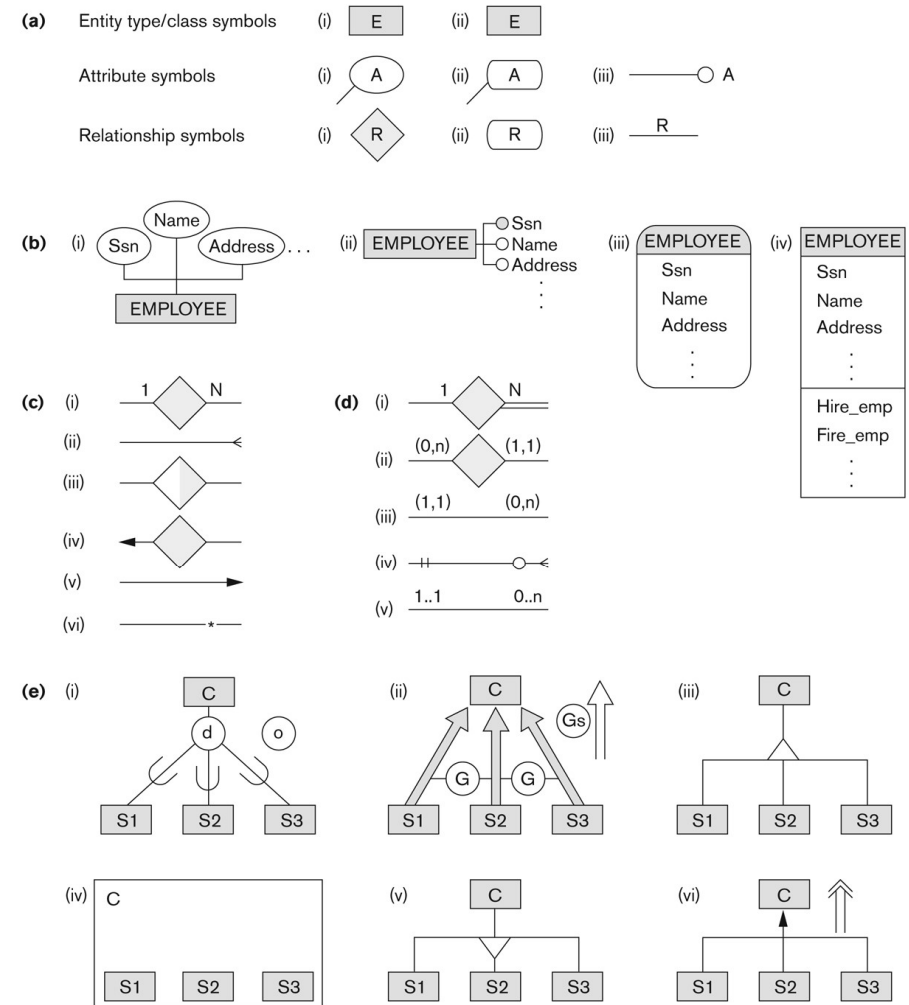 (a) Entity type/class symbols (i) E (ii) E
Attribute symbols (i) A (ii) A (iii) A
Relationship symbols (i) R (ii) R (iii) R
(b) (i) Ssn Name Address . . .
EMPLOYEE
(ii) EMPLOYEE Ssn
Name
Address
(iii) EMPLOYEE
Ssn
Name
Address
(iv) EMPLOYEE
Ssn
Name
Address
Hire_emp
Fire_emp
(c) (i) 1 N
(ii)
(iii)
(iv)
(v)
(vi) *
(d) (i) 1 N
(ii) (0,n) (1,1)
(iii) (1,1) (0,n)
(iv)
(v) 1..1 0..n
(e) (i) C
d o
S1 S2 S3
(ii) C
Gs
G G
S1 S2 S3
(iii) C
S1 S2 S3
(iv) C
S1 S2 S3
(v) C
S1 S2 S3
(vi) C
S1 S2 S3